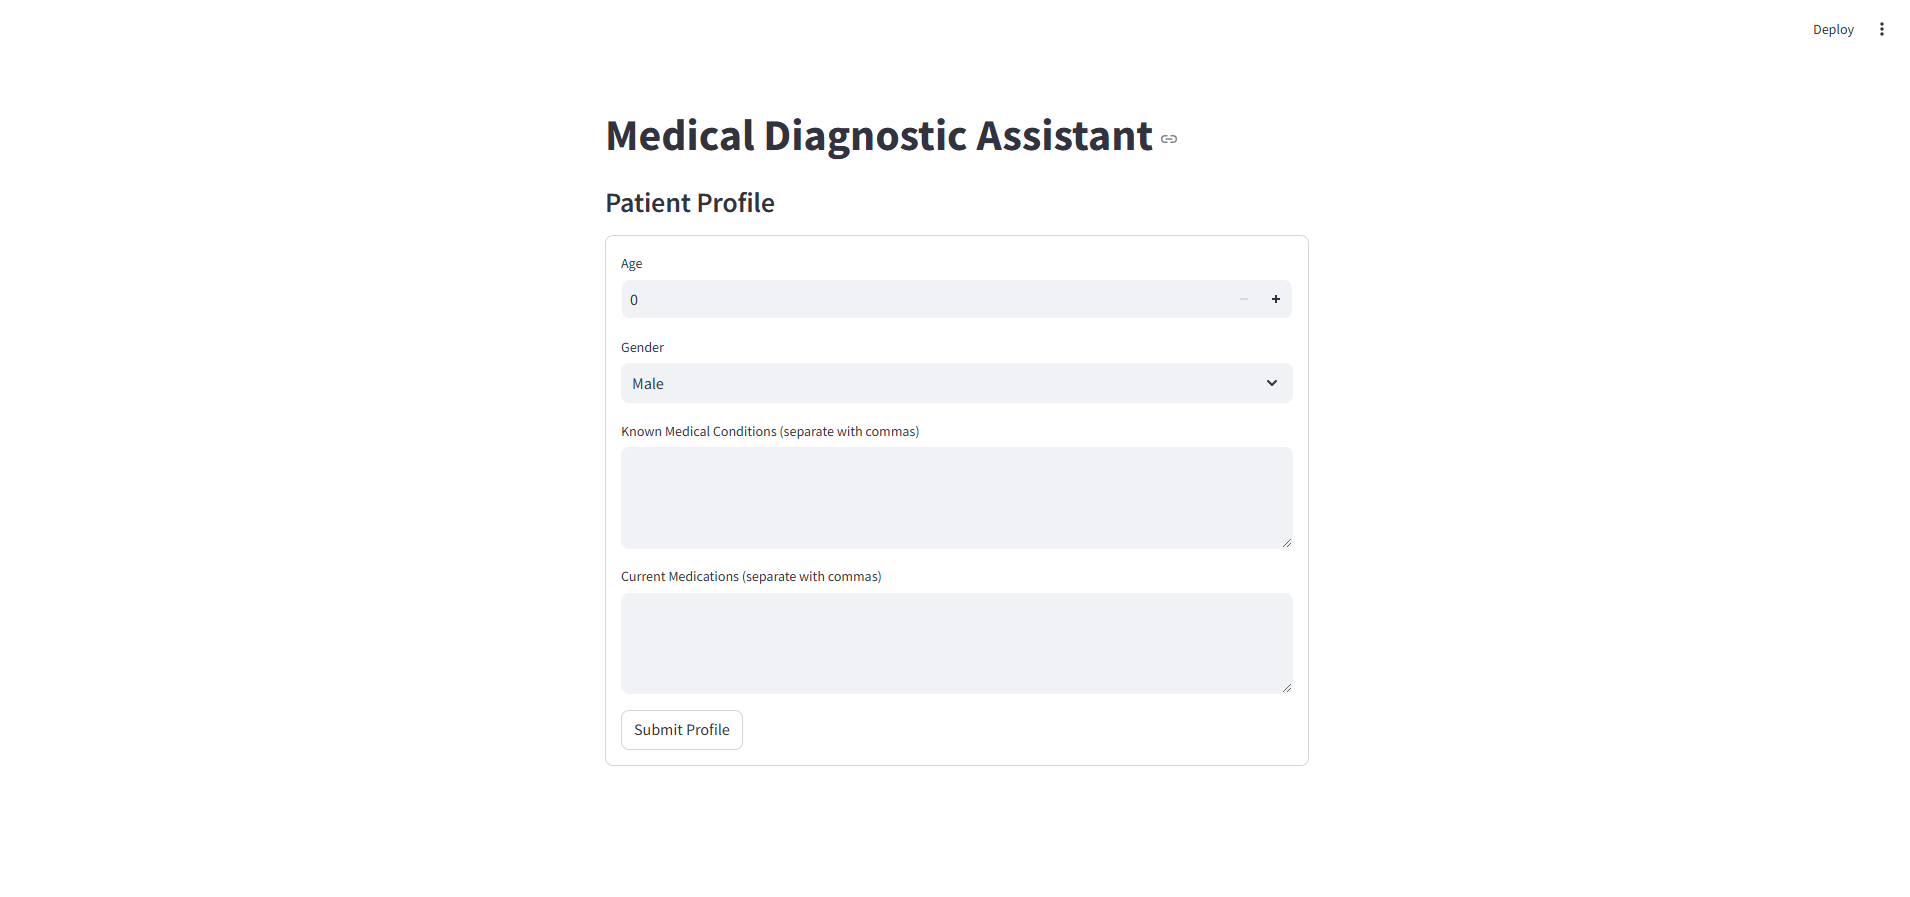 Deploy
Medical Diagnostic Assistant
Patient Profile
Age
0
Gender
Male
Known Medical Conditions (separate with commas)
Current Medications (separate with commas)
Submit Profile